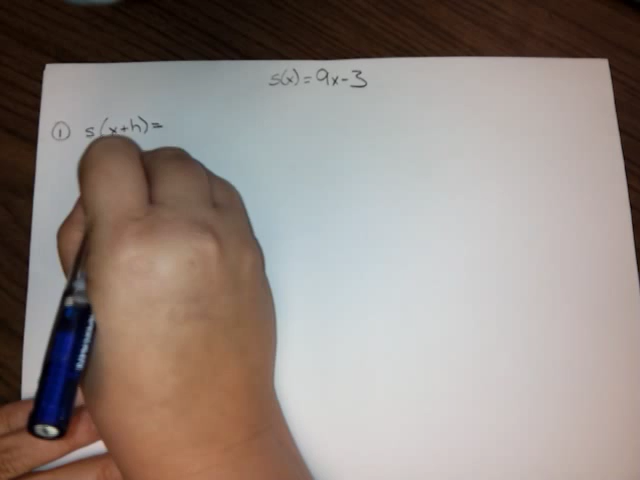 s(x)=9x-3
① s(x+h)=